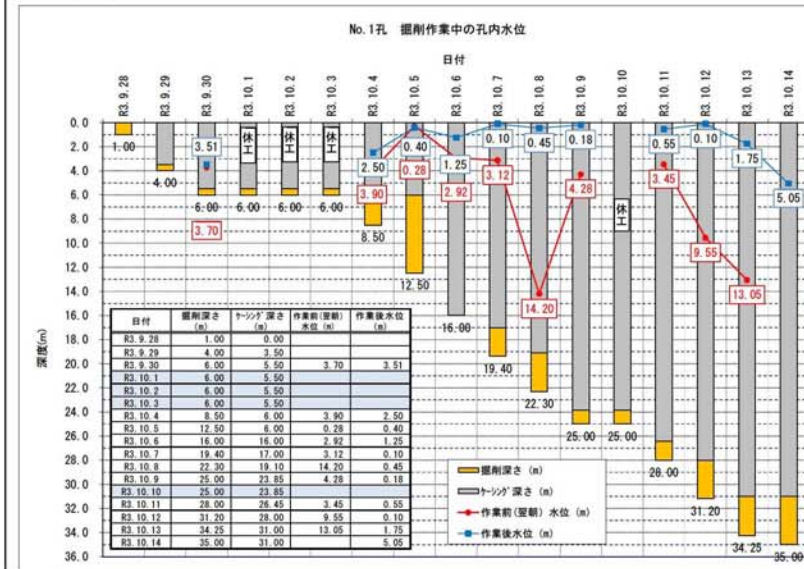 No.1孔 掘削作業中の孔内水位
日付
R3.9.28 R3.9.29 R3.9.30 R3.10.1 R3.10.2 R3.10.3 R3.10.4 R3.10.5 R3.10.6 R3.10.7 R3.10.8 R3.10.9 R3.10.10 R3.10.11 R3.10.12 R3.10.13 R3.10.14
深度(m)
0.0
2.0
4.0
6.0
8.0
10.0
12.0
14.0
16.0
18.0
20.0
22.0
24.0
26.0
28.0
30.0
32.0
34.0
36.0
休工 休工 休工 休工
3.51 2.50 0.40 1.25 0.10 0.45 0.18 0.55 0.10 1.75 5.05
3.70 3.90 0.28 2.92 3.12 14.20 4.28 3.45 9.55 13.05
1.00 4.00 6.00 6.00 6.00 6.00 8.50 12.50 16.00 19.40 22.30 25.00 25.00 28.00 31.20 34.25 35.00
日付 掘削深さ(m) ケーシング深さ(m) 作業前(翌朝)水位 (m) 作業後水位(m)
R3.9.28 1.00 0.00
R3.9.29 4.00 3.50
R3.9.30 6.00 5.50 3.70 3.51
R3.10.1 6.00 5.50
R3.10.2 6.00 5.50
R3.10.3 6.00 5.50
R3.10.4 8.50 6.00 3.90 2.50
R3.10.5 12.50 6.00 0.28 0.40
R3.10.6 16.00 16.00 2.92 1.25
R3.10.7 19.40 17.00 3.12 0.10
R3.10.8 22.30 19.10 14.20 0.45
R3.10.9 25.00 23.85 4.28 0.18
R3.10.10 25.00 23.85
R3.10.11 28.00 26.45 3.45 0.55
R3.10.12 31.20 28.00 9.55 0.10
R3.10.13 34.25 31.00 13.05 1.75
R3.10.14 35.00 31.00 5.05
掘削深さ (m)
ケーシング深さ (m)
作業前(翌朝) 水位 (m)
作業後水位 (m)